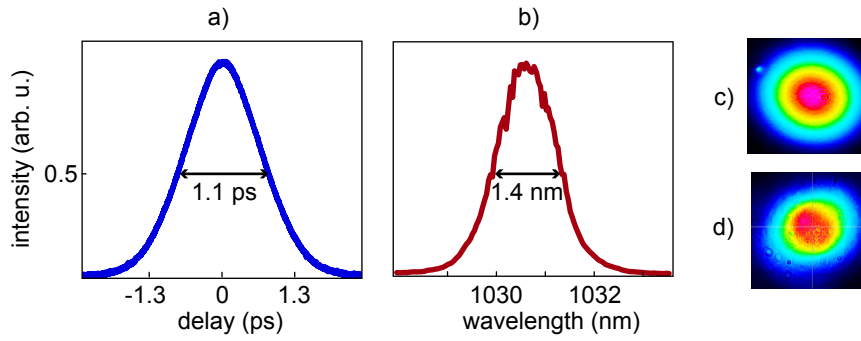 a)
b)
c)
d)
intensity (arb. u.)
0.5
1.1 ps
1.4 nm
-1.3 0 1.3
1030 1032
delay (ps)
wavelength (nm)